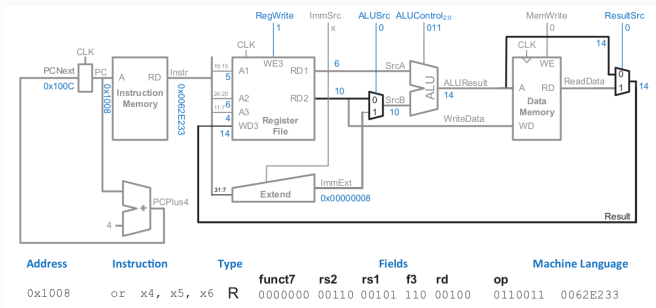 RegWrite ImmSrc ALUSrc ALUControl2:0 MemWrite ResultSrc
1 x 0 011 0 0
CLK CLK CLK 14
PCNext PC A RD Instr 19:15 A1 WE3 RD1 6 SrcA WE
0x100C 0x1008 Instruction Memory 0x0062E233 5
24:20 A2 RD2 10 0 1 SrcB ALU ALUResult A RD ReadData 0 1 14
6 11:7 A3 10 14 Data Memory
4 WD3 Register File WriteData WD
14
31:7 Extend ImmExt
0x00000008
+ PCPlus4
4
Result
Address Instruction Type Fields Machine Language
funct7 rs2 rs1 f3 rd op
0x1008 or x4, x5, x6 R 0000000 00110 00101 110 00100 0110011 0062E233